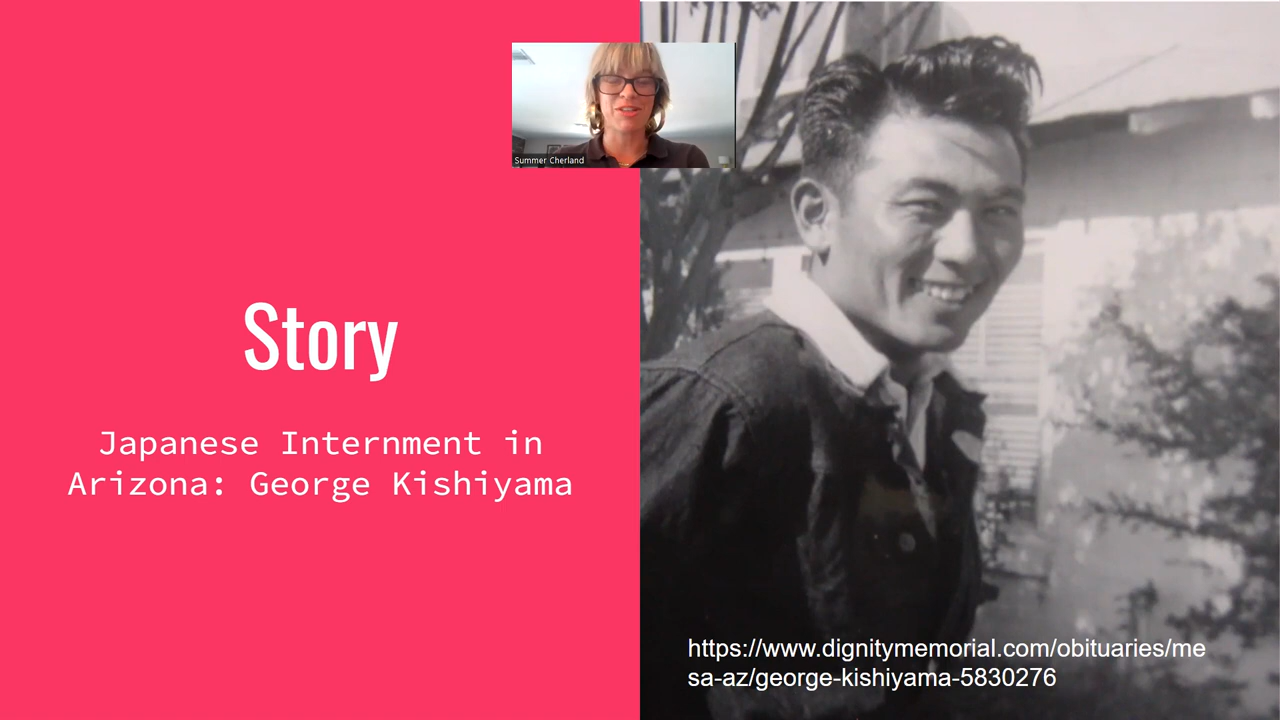 Summer Cherland
Story
Japanese Internment in
Arizona: George Kishiyama
https://www.dignitymemorial.com/obituaries/me
sa-az/george-kishiyama-5830276